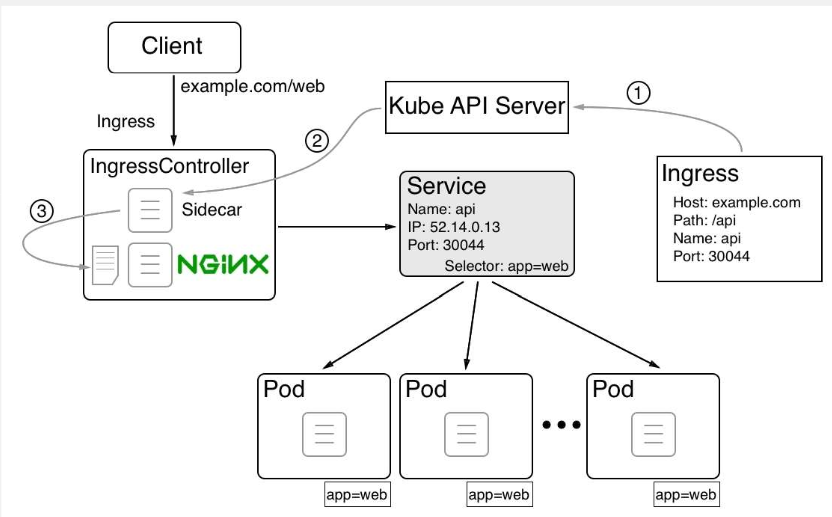 Client
example.com/web
Ingress
Kube API Server
①
②
IngressController
Sidecar
③
NGiNX
Service
Name: api
IP: 52.14.0.13
Port: 30044
Selector: app=web
Ingress
Host: example.com
Path: /api
Name: api
Port: 30044
Pod
Pod
Pod
app=web
app=web
app=web